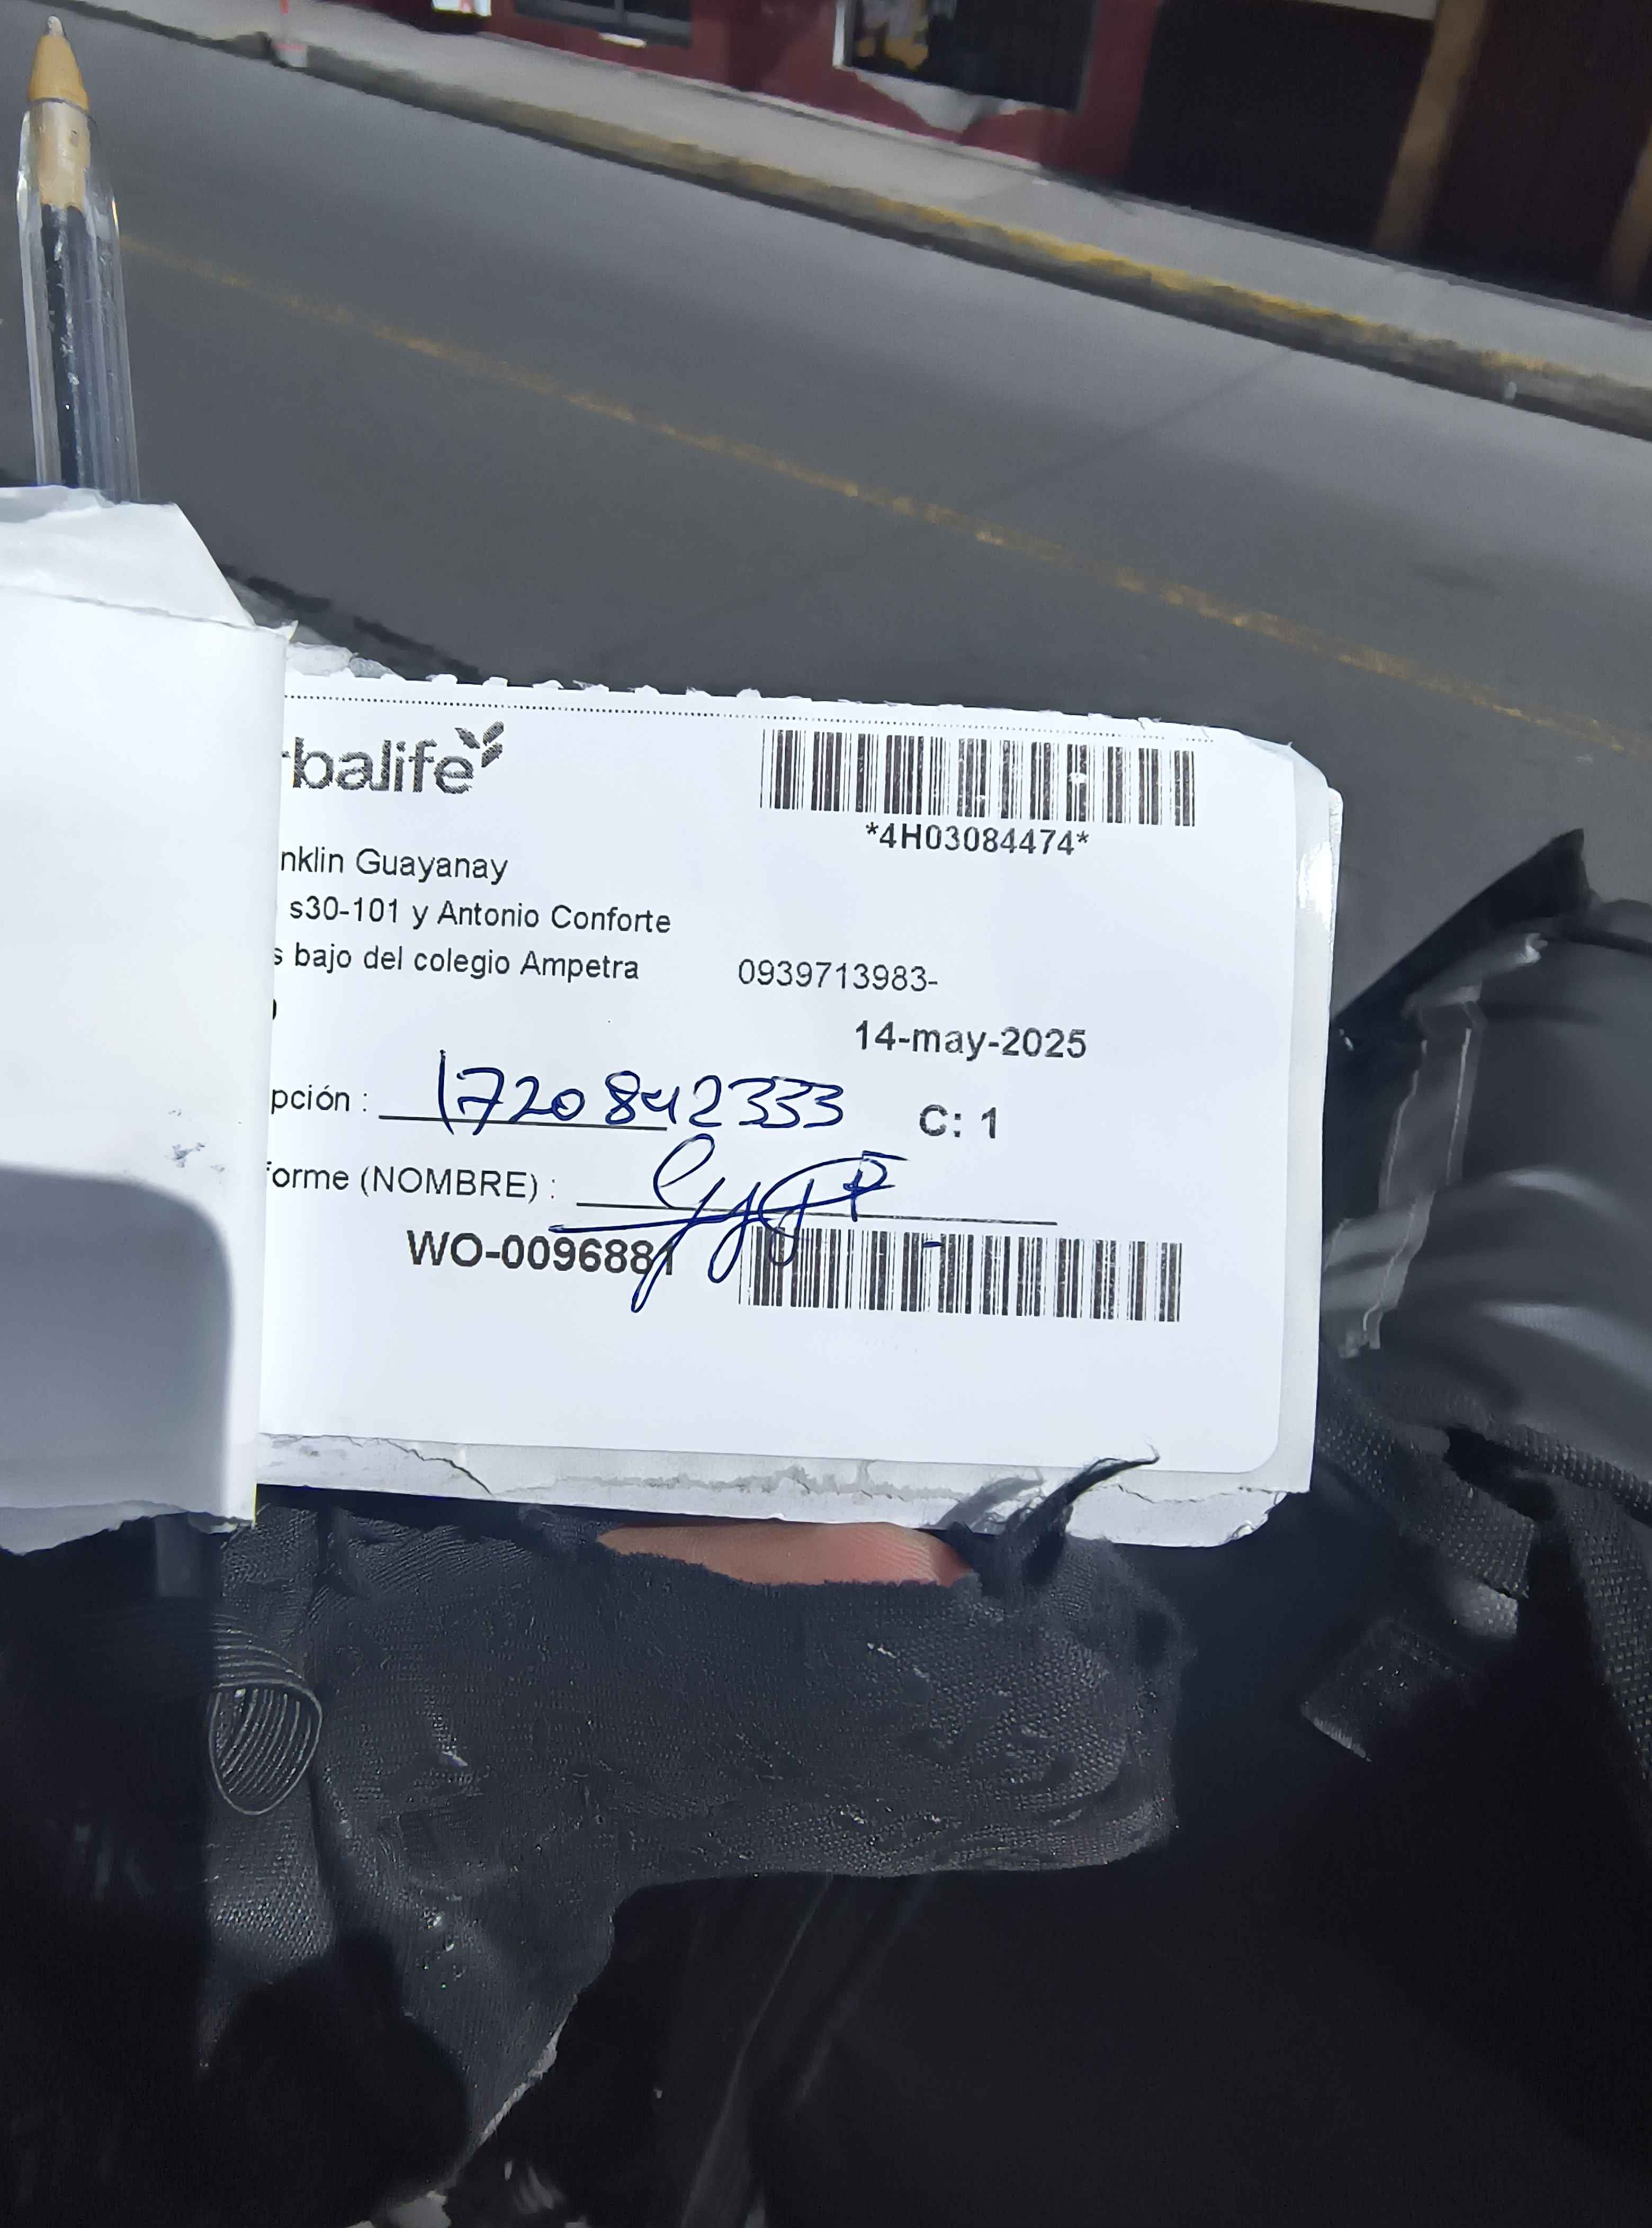 rbalife
*4H03084474*
nklin Guayanay
s30-101 y Antonio Conforte
s bajo del colegio Ampetra 0939713983-
14-may-2025
pción : 1720842333 C: 1
forme (NOMBRE) :
WO-0096881